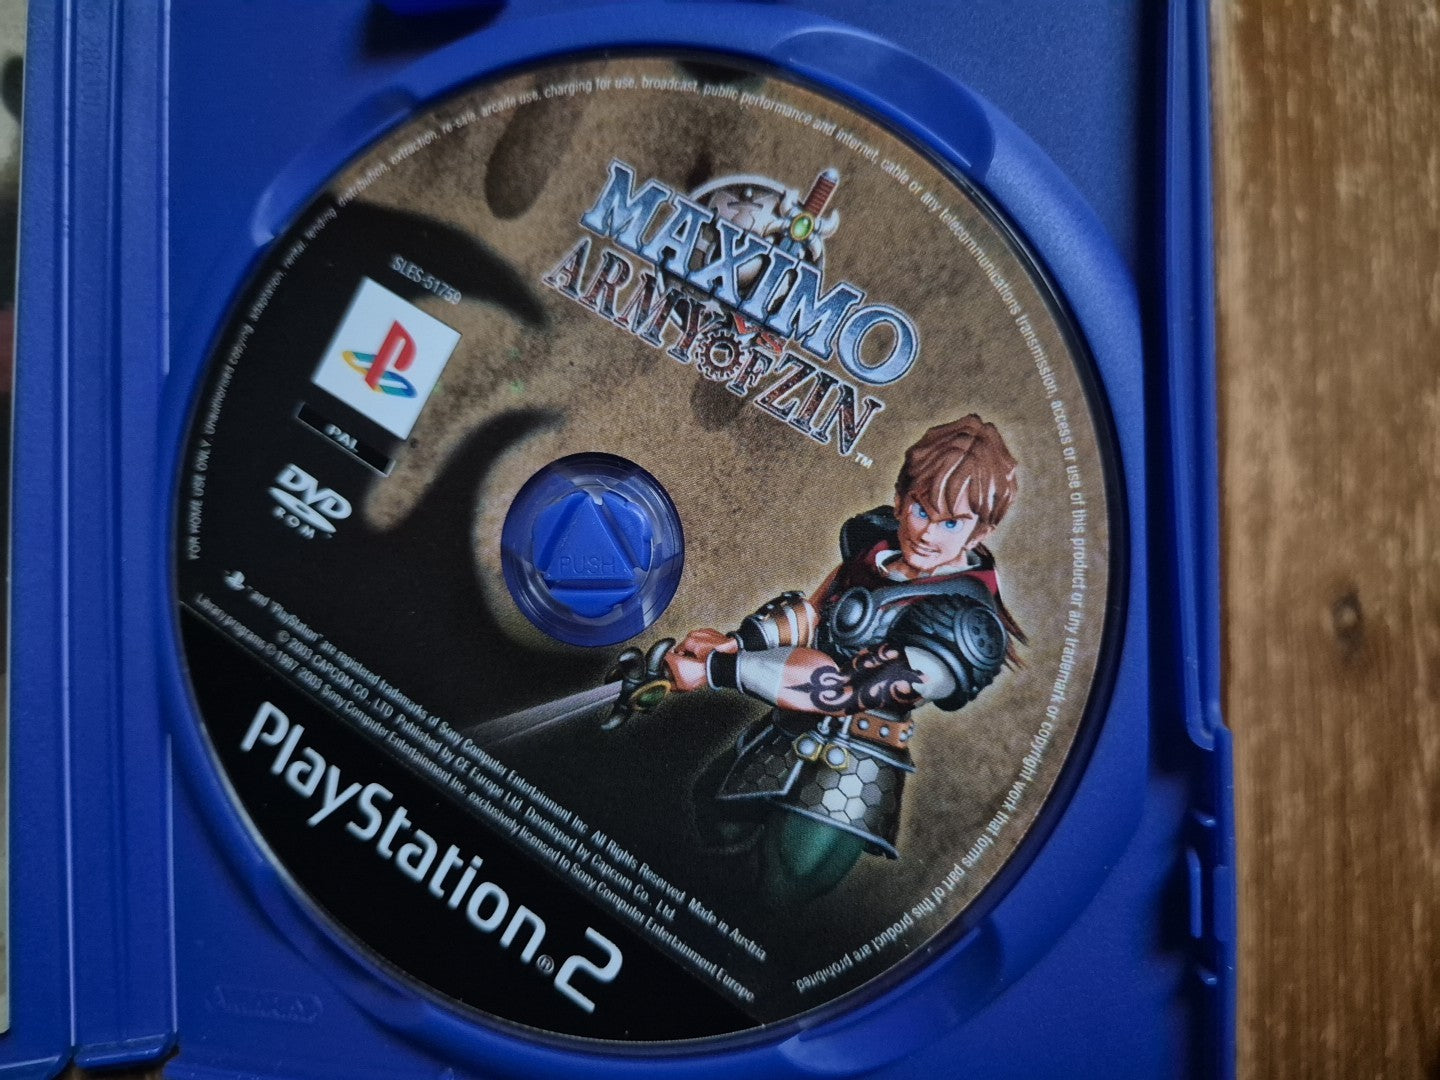 MAXIMO
VS
ARMY OF ZIN™
SLES-51759
PAL
DVD
ROM
PUSH
FOR HOME USE ONLY. Unauthorised copying, adaptation, rental, lending, distribution, extraction, re-sale, arcade use, charging for use, broadcast, public performance and internet, cable or any telecommunications transmission, access or use of this product or any trademark or copyright work that forms part of this product are prohibited.
and "PlayStation" are registered trademarks of Sony Computer Entertainment Inc. All Rights Reserved. Made in Austria
© 2003 CAPCOM CO., LTD. Published by CE Europe Ltd. Developed by Capcom Co., Ltd.
Library programs © 1997 2003 Sony Computer Entertainment Inc. exclusively licensed to Sony Computer Entertainment Europe.
PlayStation®2